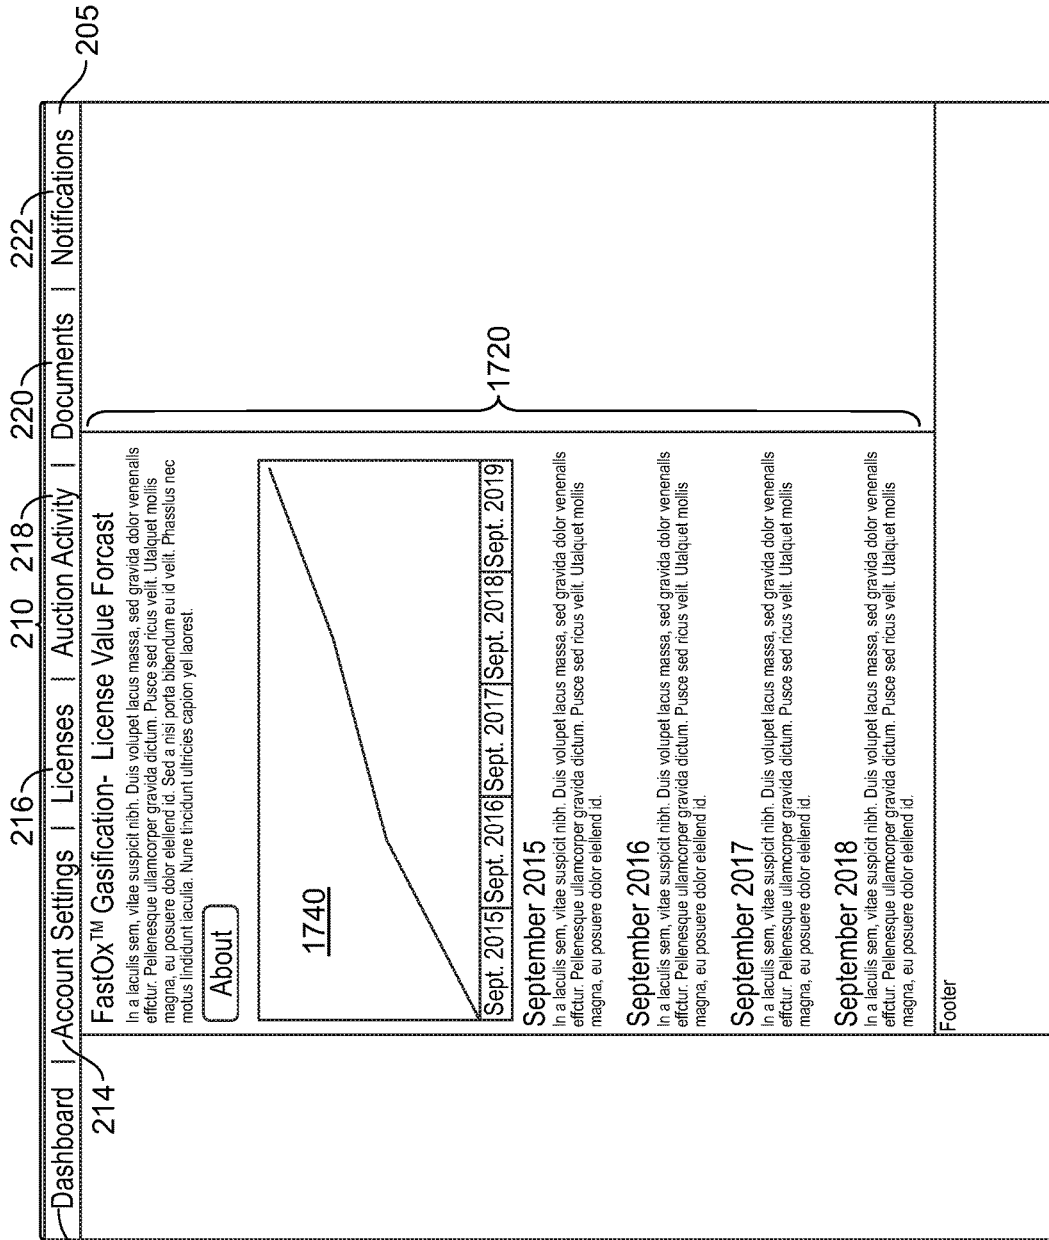 222
220
210
218
216
205
Dashboard | Account Settings | Licenses | Auction Activity | Documents | Notifications
214
FastOx™ Gasification- License Value Forcast
In a laculis sem, vitae suspicit nibh. Duis volupet lacus massa, sed gravida dolor venenalls
effctur. Pellenesque ullamcorper gravida dictum. Pusce sed ricus velit. Utalquet mollis
magna, eu posuere dolor elellend id. Sed a nisi porta bibendum eu id velit. Phasslus nec
motus lindidunt iaculia. Nune tincidunt ultricies capion yel laorest.
About
1720
1740
Sept. 2015 Sept. 2016 Sept. 2017 Sept. 2018 Sept. 2019
September 2015
In a laculis sem, vitae suspicit nibh. Duis volupet lacus massa, sed gravida dolor venenalls
effctur. Pellenesque ullamcorper gravida dictum. Pusce sed ricus velit. Utalquet mollis
magna, eu posuere dolor elellend id.
September 2016
In a laculis sem, vitae suspicit nibh. Duis volupet lacus massa, sed gravida dolor venenalls
effctur. Pellenesque ullamcorper gravida dictum. Pusce sed ricus velit. Utalquet mollis
magna, eu posuere dolor elellend id.
September 2017
In a laculis sem, vitae suspicit nibh. Duis volupet lacus massa, sed gravida dolor venenalls
effctur. Pellenesque ullamcorper gravida dictum. Pusce sed ricus velit. Utalquet mollis
magna, eu posuere dolor elellend id.
September 2018
In a laculis sem, vitae suspicit nibh. Duis volupet lacus massa, sed gravida dolor venenalls
effctur. Pellenesque ullamcorper gravida dictum. Pusce sed ricus velit. Utalquet mollis
magna, eu posuere dolor elellend id.
Footer